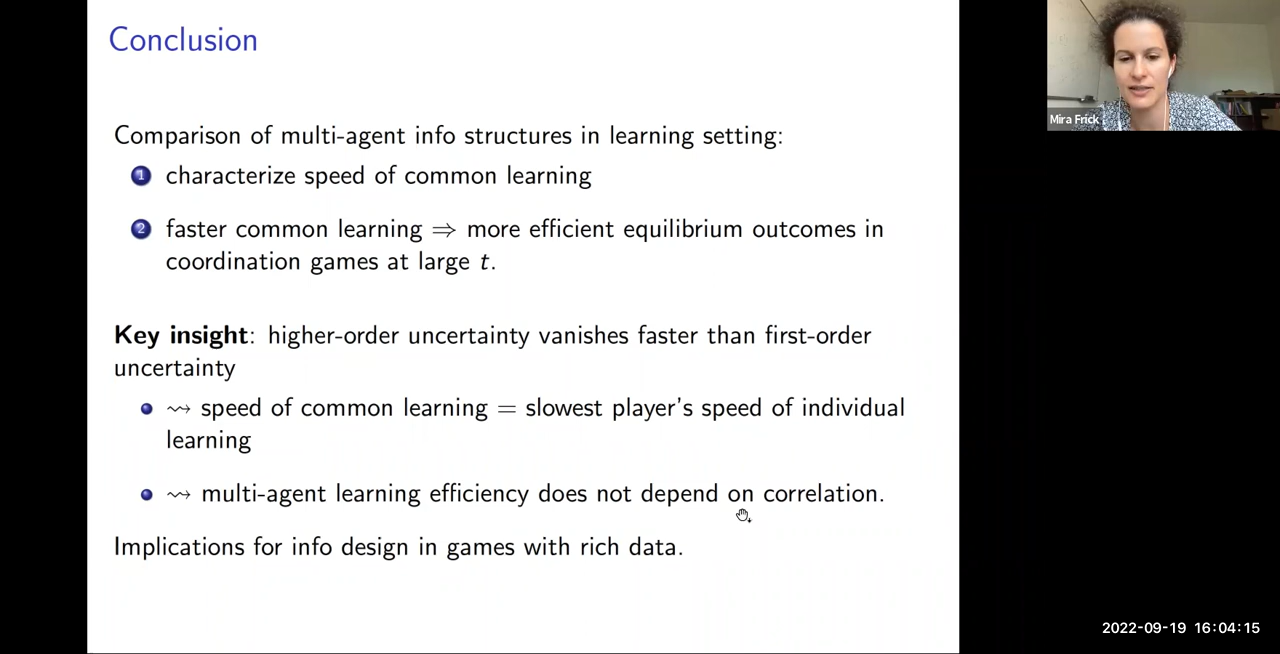 Conclusion
Comparison of multi-agent info structures in learning setting:
1 characterize speed of common learning
2 faster common learning ⇒ more efficient equilibrium outcomes in
coordination games at large t.
Key insight: higher-order uncertainty vanishes faster than first-order
uncertainty
⇝ speed of common learning = slowest player's speed of individual
learning
⇝ multi-agent learning efficiency does not depend on correlation.
Implications for info design in games with rich data.
Mira Frick
2022-09-19 16:04:15